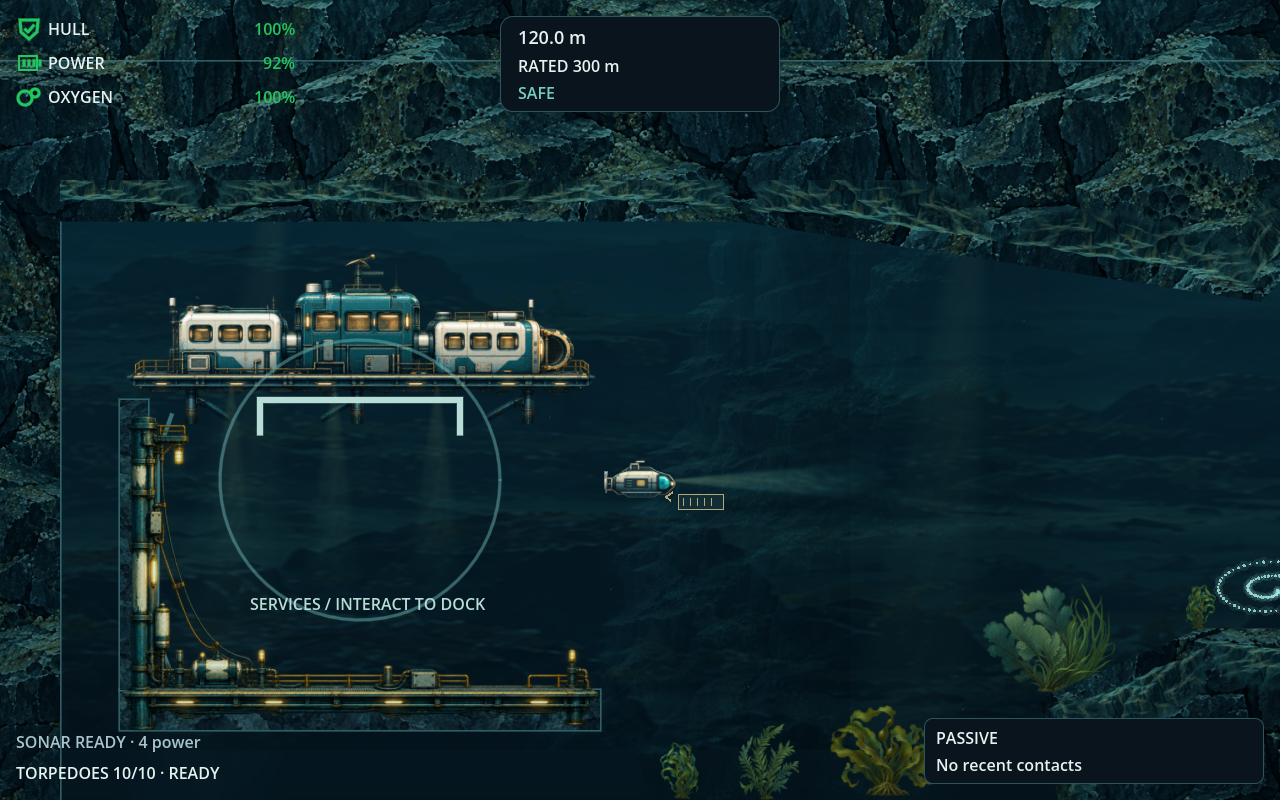 HULL 100%
POWER 92%
OXYGEN 100%
120.0 m
RATED 300 m
SAFE
SERVICES / INTERACT TO DOCK
SONAR READY · 4 power
TORPEDOES 10/10 · READY
PASSIVE
No recent contacts